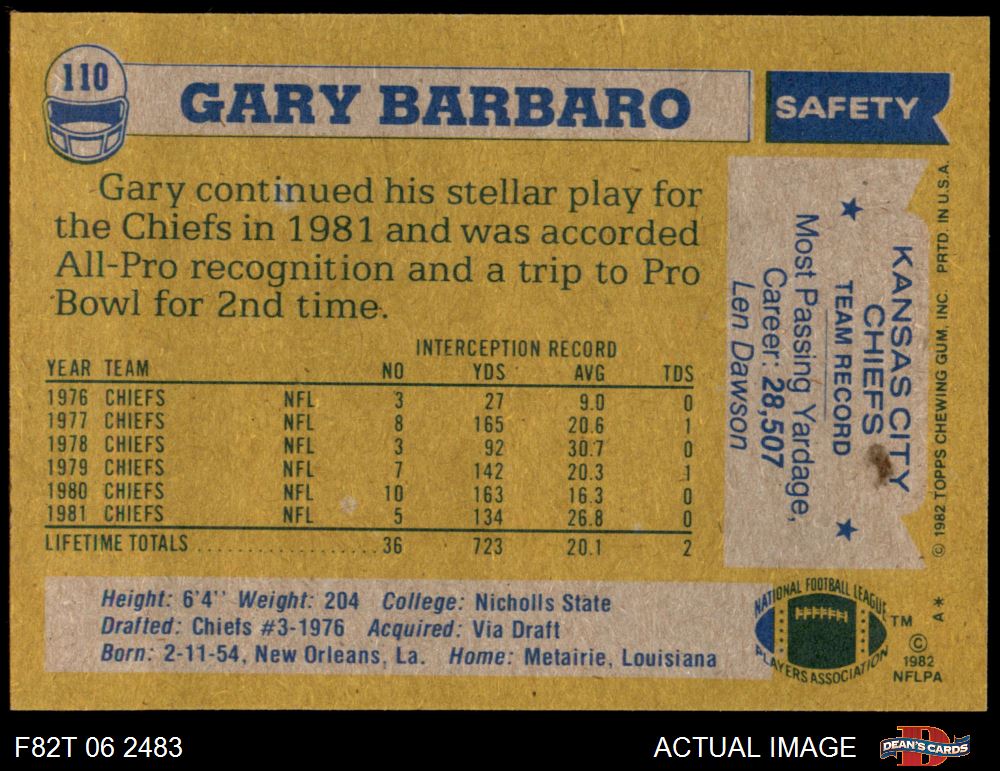 110
GARY BARBARO
SAFETY
Gary continued his stellar play for
the Chiefs in 1981 and was accorded
All-Pro recognition and a trip to Pro
Bowl for 2nd time.
INTERCEPTION RECORD
YEAR TEAM NO YDS AVG TDS
1976 CHIEFS NFL 3 27 9.0 0
1977 CHIEFS NFL 8 165 20.6 1
1978 CHIEFS NFL 3 92 30.7 0
1979 CHIEFS NFL 7 142 20.3 1
1980 CHIEFS NFL 10 163 16.3 0
1981 CHIEFS NFL 5 134 26.8 0
LIFETIME TOTALS .................... 36 723 20.1 2
Height: 6'4'' Weight: 204 College: Nicholls State
Drafted: Chiefs #3-1976 Acquired: Via Draft
Born: 2-11-54, New Orleans, La. Home: Metairie, Louisiana
KANSAS CITY
CHIEFS
TEAM RECORD
Most Passing Yardage,
Career: 28,507
Len Dawson
© 1982 TOPPS CHEWING GUM, INC. PRTD. IN U.S.A.
A*
NATIONAL FOOTBALL LEAGUE
PLAYERS ASSOCIATION
TM
©
1982
NFLPA
F82T 06 2483
ACTUAL IMAGE
D
DEAN'S CARDS